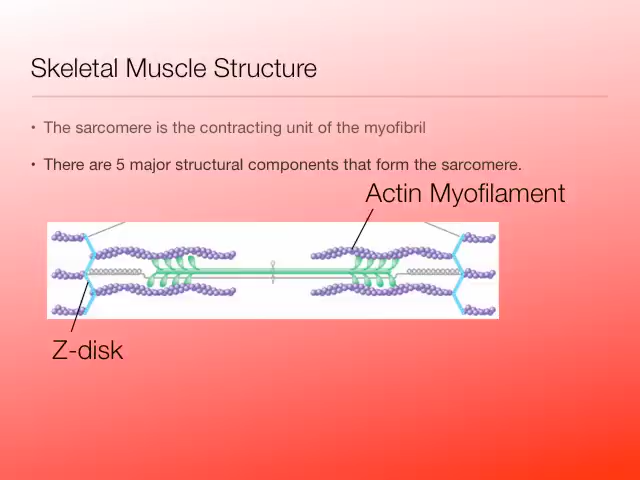 Skeletal Muscle Structure
• The sarcomere is the contracting unit of the myofibril
• There are 5 major structural components that form the sarcomere.
Actin Myofilament
Z-disk